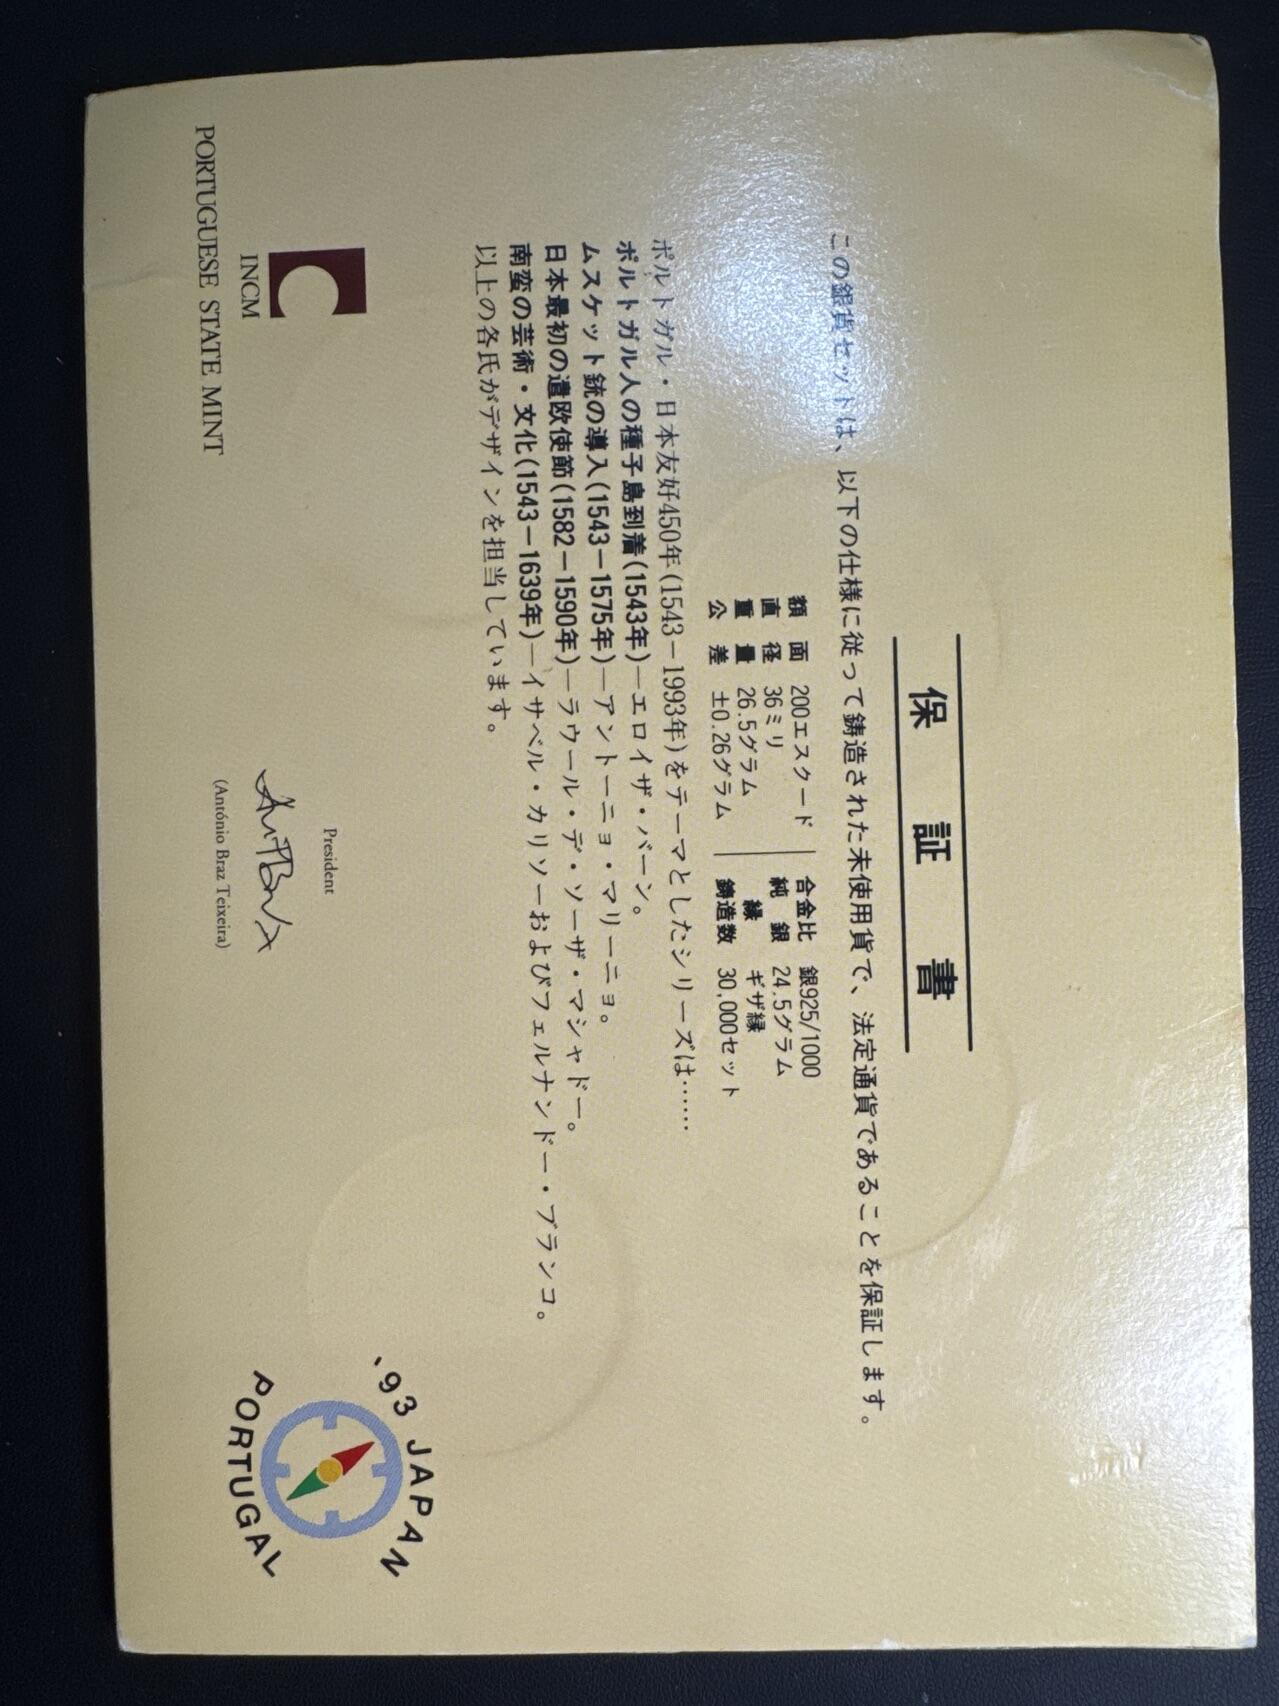 保証書
この銀貨セットは、以下の仕様に従って鋳造された未使用貨で、法定通貨であることを保証します。
額面 200エスクード 合金比 銀925/1000
直径 36ミリ 純銀 24.5グラム
重量 26.5グラム 縁 ギザ縁
公差 ±0.26グラム 鋳造数 30,000セット
ポルトガル・日本友好450年(1543-1993年)をテーマとしたシリーズは……
ポルトガル人の種子島到着(1543年)―エロイザ・バーン。
ムスケット銃の導入(1543-1575年)―アントーニョ・マリーニョ。
日本最初の遣欧使節(1582-1590年)―ラウール・デ・ソーザ・マシャドー。
南蛮の芸術・文化(1543-1639年)―イサベル・カリソーおよびフェルナンドー・ブランコ。
以上の各氏がデザインを担当しています。
INCM
PORTUGUESE STATE MINT
President
(António Braz Teixeira)
'93 JAPAN
PORTUGAL